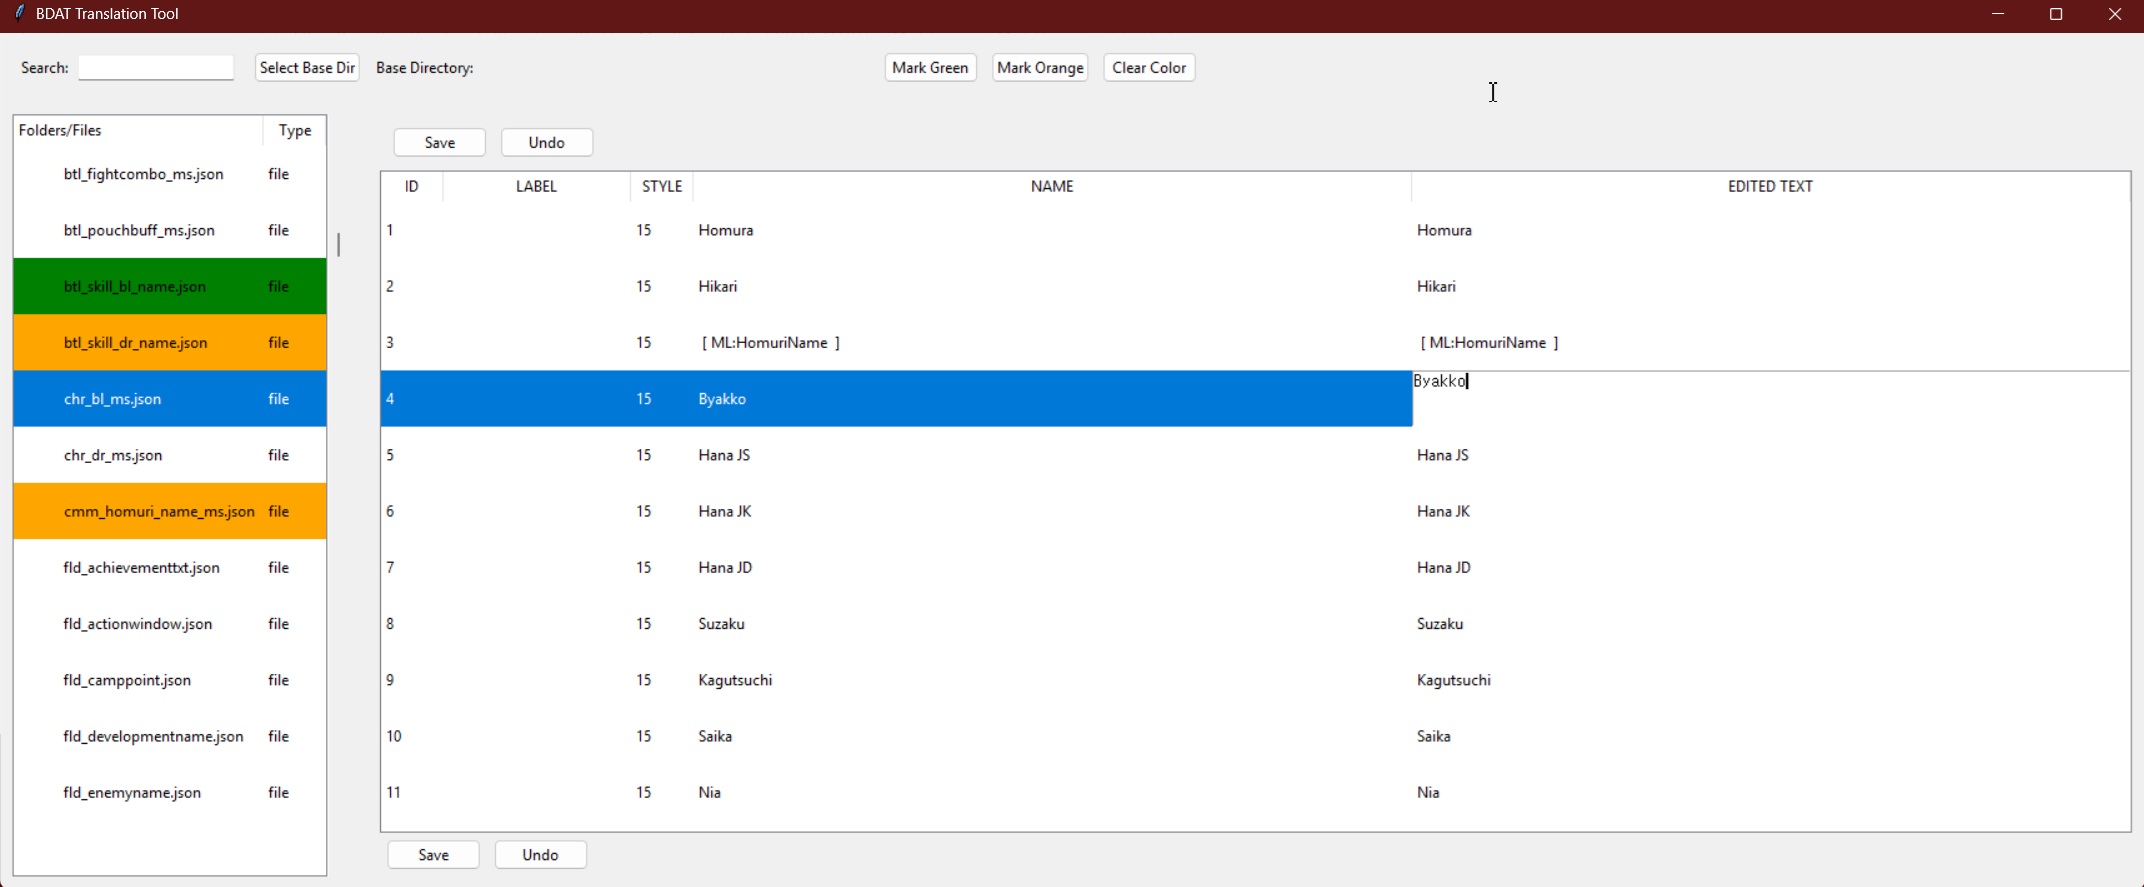 BDAT Translation Tool
Search: Select Base Dir Base Directory: Mark Green Mark Orange Clear Color
Folders/Files Type
btl_fightcombo_ms.json file
btl_pouchbuff_ms.json file
btl_skill_bl_name.json file
btl_skill_dr_name.json file
chr_bl_ms.json file
chr_dr_ms.json file
cmm_homuri_name_ms.json file
fld_achievementtxt.json file
fld_actionwindow.json file
fld_camppoint.json file
fld_developmentname.json file
fld_enemyname.json file
Save Undo
ID LABEL STYLE NAME EDITED TEXT
1 15 Homura Homura
2 15 Hikari Hikari
3 15 [ ML:HomuriName ] [ ML:HomuriName ]
4 15 Byakko Byakko
5 15 Hana JS Hana JS
6 15 Hana JK Hana JK
7 15 Hana JD Hana JD
8 15 Suzaku Suzaku
9 15 Kagutsuchi Kagutsuchi
10 15 Saika Saika
11 15 Nia Nia
Save Undo